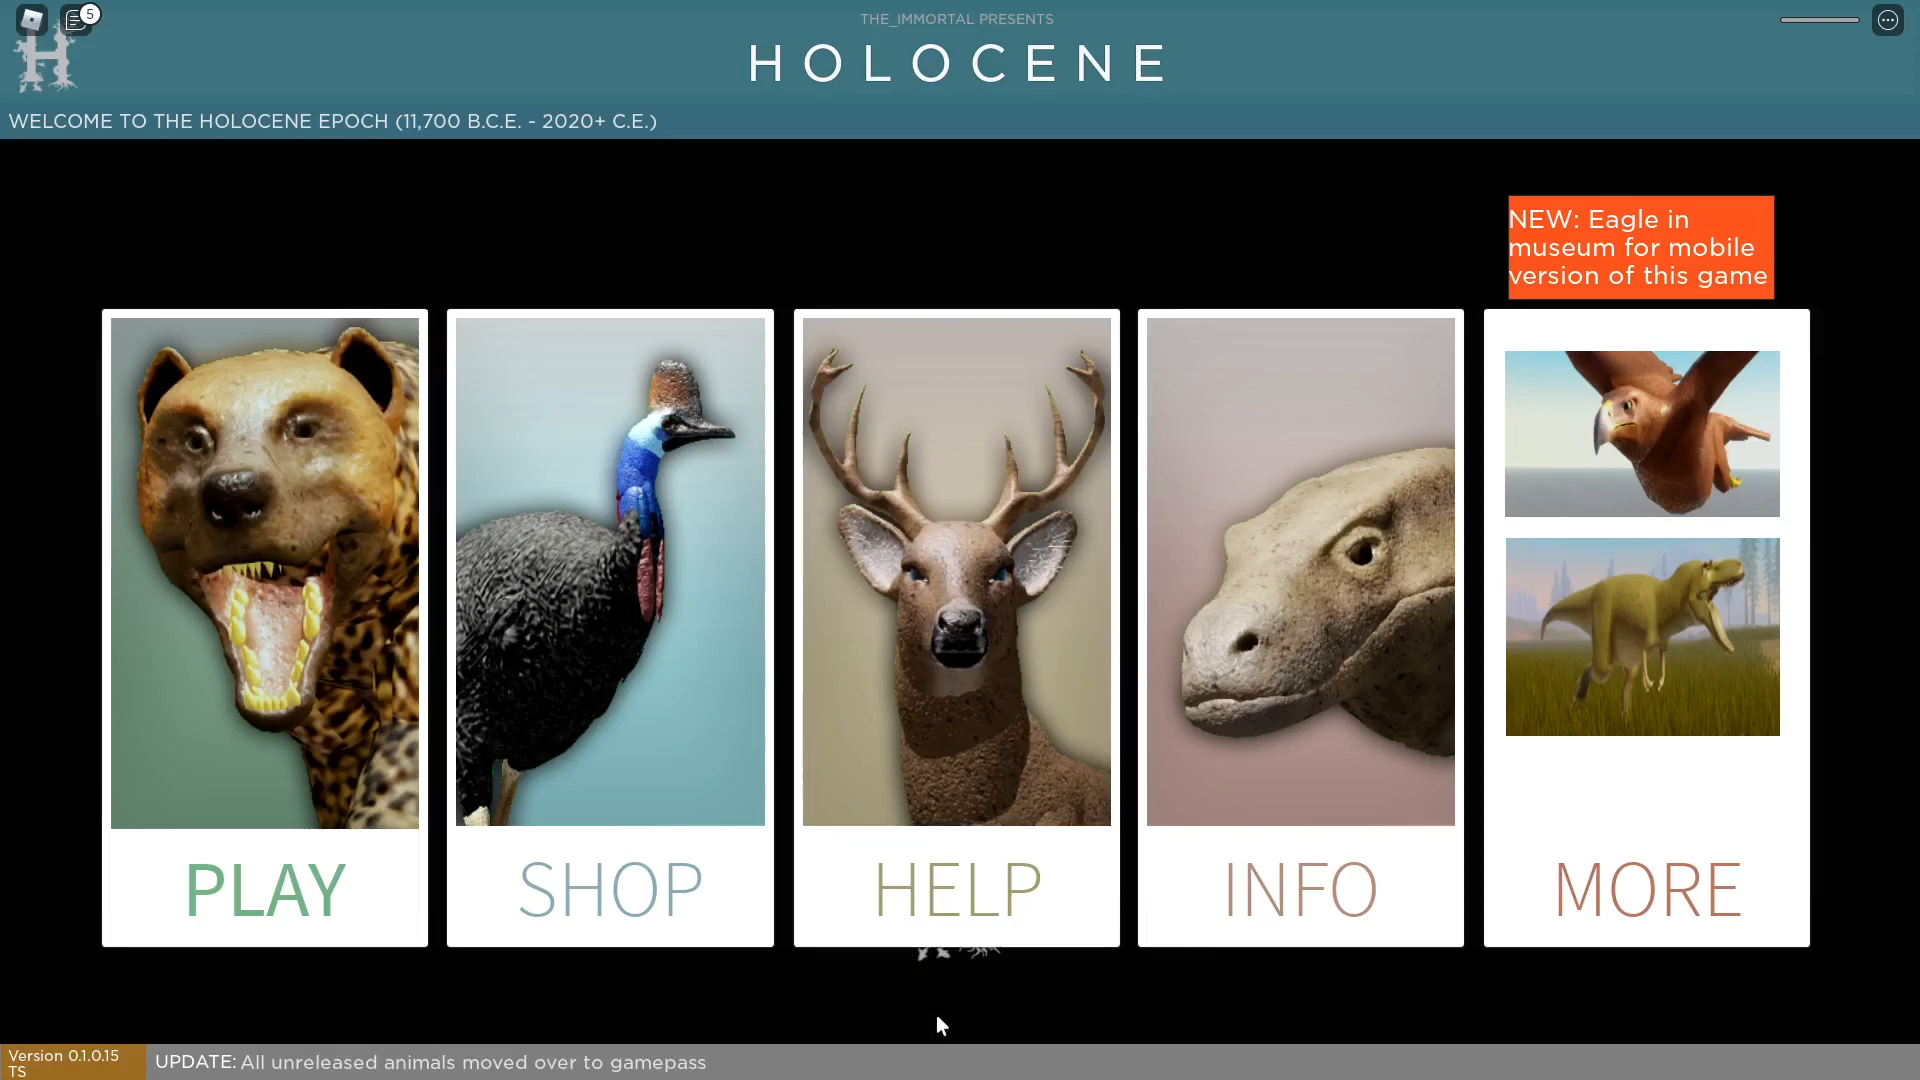 5
THE_IMMORTAL PRESENTS
H
HOLOCENE
WELCOME TO THE HOLOCENE EPOCH (11,700 B.C.E. - 2020+ C.E.)
NEW: Eagle in
museum for mobile
version of this game
PLAY
SHOP
HELP
INFO
MORE
Version 0.1.0.15
TS
UPDATE: All unreleased animals moved over to gamepass